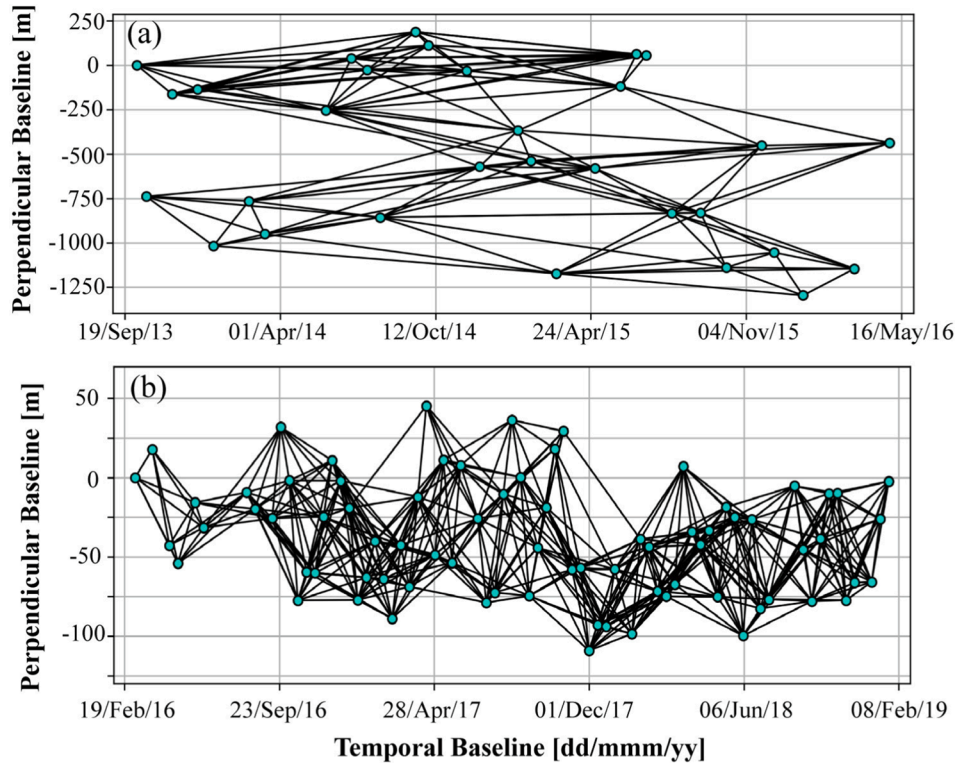 (a)
Perpendicular Baseline [m]
250
0
-250
-500
-750
-1000
-1250
19/Sep/13 01/Apr/14 12/Oct/14 24/Apr/15 04/Nov/15 16/May/16
(b)
Perpendicular Baseline [m]
50
0
-50
-100
19/Feb/16 23/Sep/16 28/Apr/17 01/Dec/17 06/Jun/18 08/Feb/19
Temporal Baseline [dd/mmm/yy]